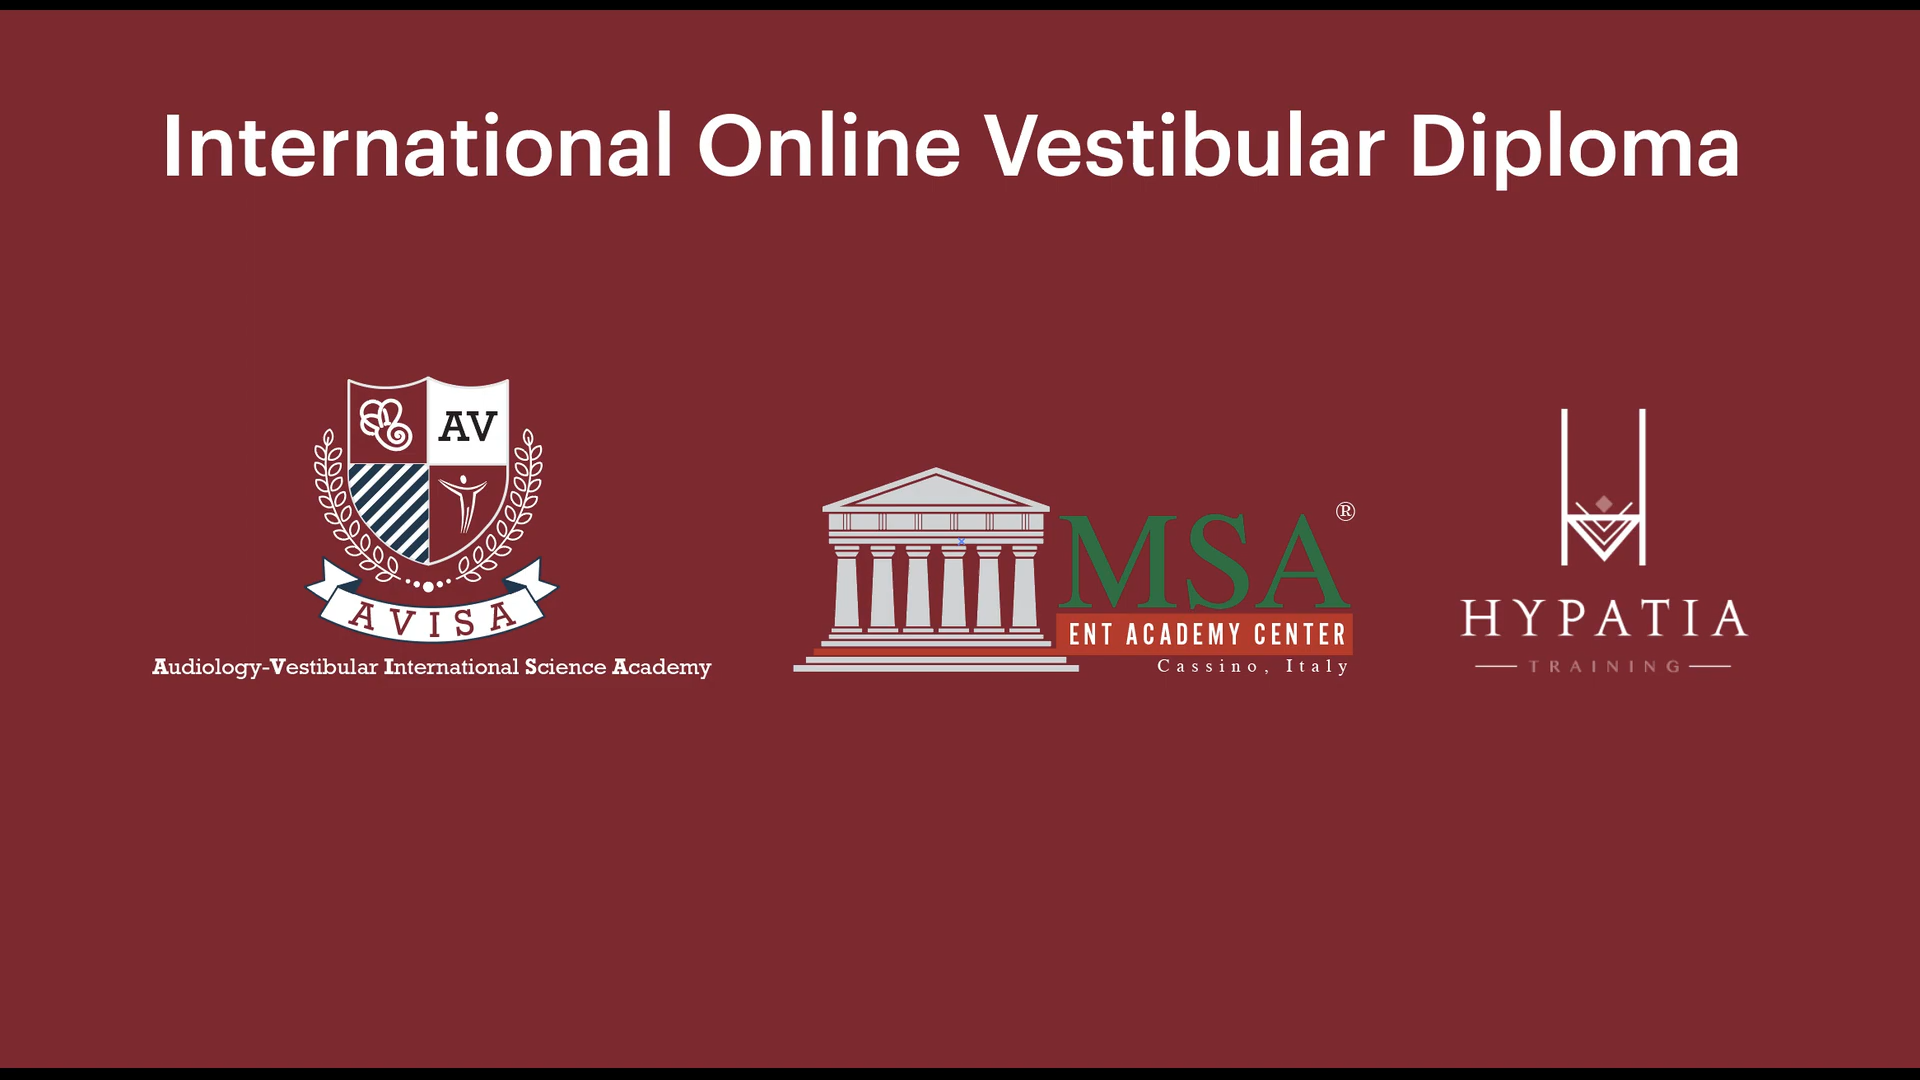 International Online Vestibular Diploma
AV
AVISA
Audiology-Vestibular International Science Academy
MSA®
ENT ACADEMY CENTER
Cassino, Italy
HYPATIA
TRAINING